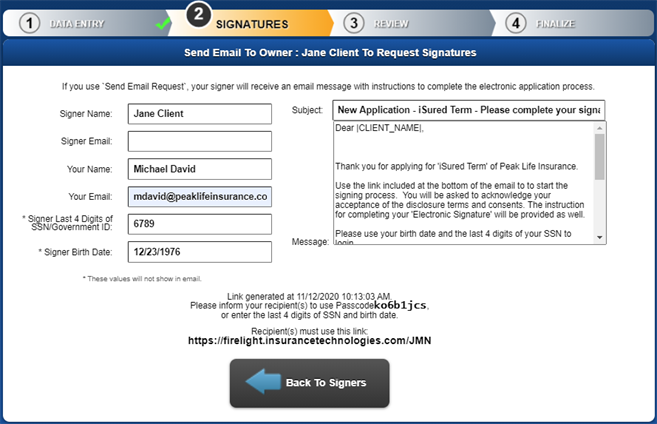 1 DATA ENTRY
2 SIGNATURES
3 REVIEW
4 FINALIZE
Send Email To Owner : Jane Client To Request Signatures
If you use `Send Email Request`, your signer will receive an email message with instructions to complete the electronic application process.
Signer Name: Jane Client
Signer Email:
Your Name: Michael David
Your Email: mdavid@peaklifeinsurance.co
* Signer Last 4 Digits of
SSN/Government ID: 6789
* Signer Birth Date: 12/23/1976
* These values will not show in email.
Subject: New Application - iSured Term - Please complete your signa
Message:
Dear |CLIENT_NAME|,
Thank you for applying for 'iSured Term' of Peak Life Insurance.
Use the link included at the bottom of the email to to start the
signing process. You will be asked to acknowledge your
acceptance of the disclosure terms and consents. The instruction
for completing your 'Electronic Signature' will be provided as well.
Please use your birth date and the last 4 digits of your SSN to
login
Link generated at 11/12/2020 10:13:03 AM.
Please inform your recipient(s) to use Passcode ko6b1jcs,
or enter the last 4 digits of SSN and birth date.
Recipient(s) must use this link:
https://firelight.insurancetechnologies.com/JMN
Back To Signers